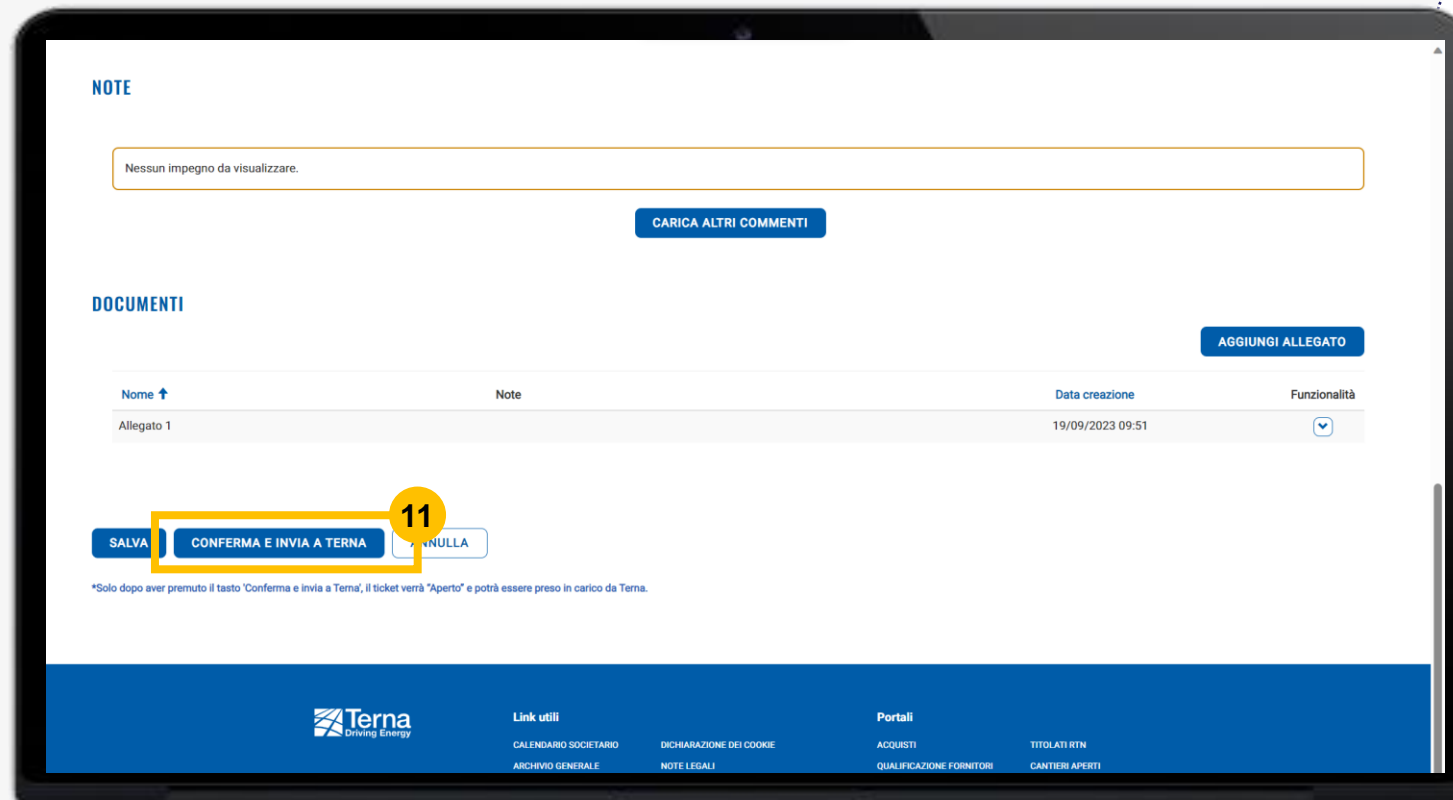 NOTE
Nessun impegno da visualizzare.
CARICA ALTRI COMMENTI
DOCUMENTI
AGGIUNGI ALLEGATO
Nome Note Data creazione Funzionalità
Allegato 1 19/09/2023 09:51
11
SALVA CONFERMA E INVIA A TERNA ANNULLA
*Solo dopo aver premuto il tasto 'Conferma e invia a Terna', il ticket verrà "Aperto" e potrà essere preso in carico da Terna.
Terna
Driving Energy
Link utili Portali
CALENDARIO SOCIETARIO DICHIARAZIONE DEI COOKIE ACQUISTI TITOLATI RTN
ARCHIVIO GENERALE NOTE LEGALI QUALIFICAZIONE FORNITORI CANTIERI APERTI